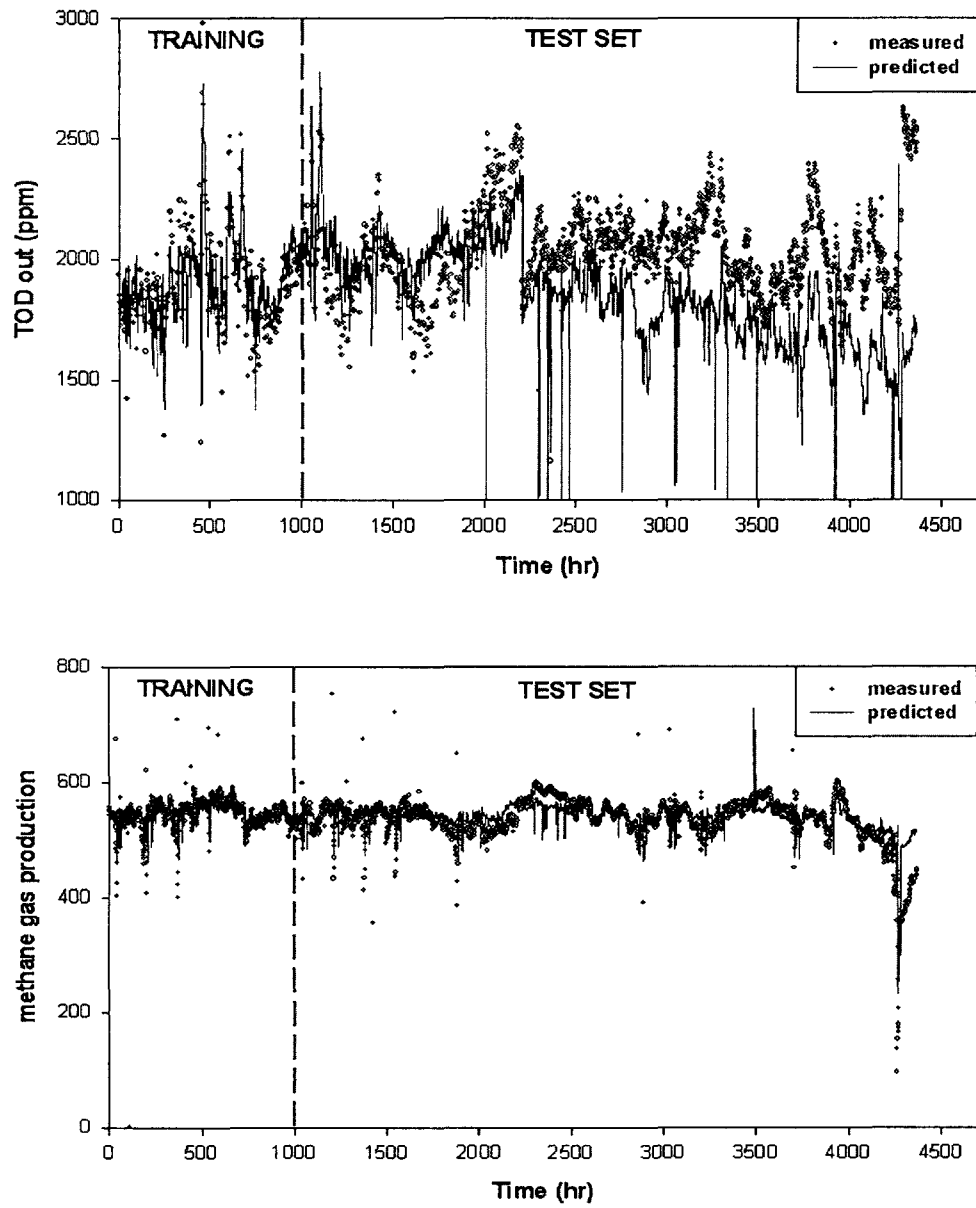 TRAINING
TEST SET
measured
predicted
3000
2500
2000
1500
1000
TOD out (ppm)
0 500 1000 1500 2000 2500 3000 3500 4000 4500
Time (hr)
TRAINING
TEST SET
measured
predicted
800
600
400
200
0
methane gas production
0 500 1000 1500 2000 2500 3000 3500 4000 4500
Time (hr)